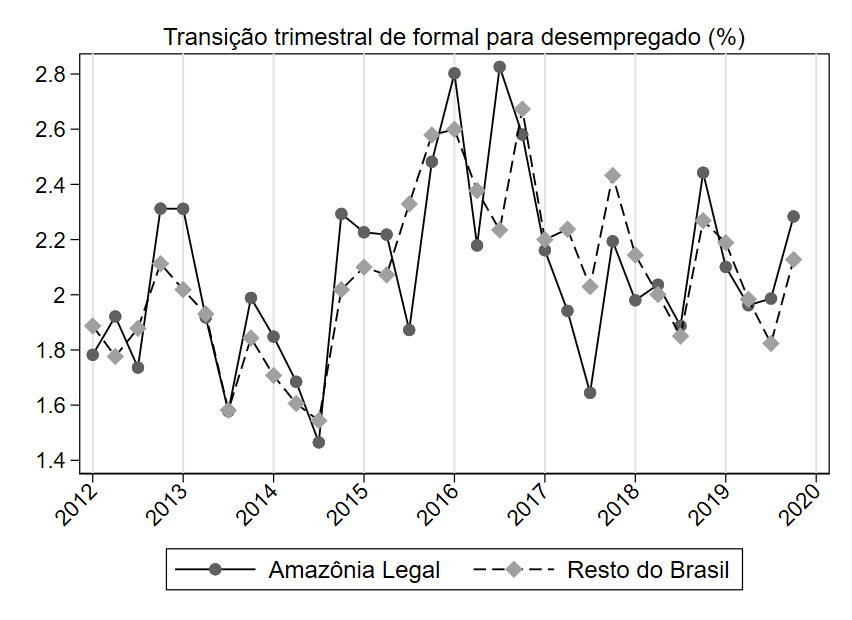 Transição trimestral de formal para desempregado (%)
2.8
2.6
2.4
2.2
2
1.8
1.6
1.4
2012 2013 2014 2015 2016 2017 2018 2019 2020
Amazônia Legal Resto do Brasil